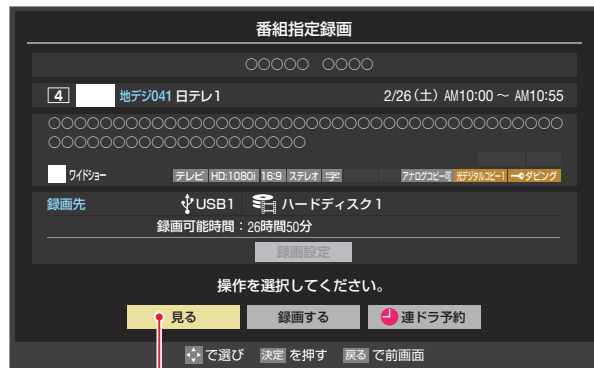 番組指定録画
○○○○○ ○○○○
4 地デジ041 日テレ1 2/26(土) AM10:00 ~ AM10:55
○○○○○○○○○○○○○○○○○○○○○○○○○○○○○○○○○
○○○○○○○○○○○○○○○○○
ワイドショー テレビ HD:1080i 16:9 ステレオ 字 アナログコピー可 光デジタルコピー1 ダビング
録画先 USB1 ハードディスク1
録画可能時間:26時間50分
録画設定
操作を選択してください。
見る 録画する 連ドラ予約
で選び 決定 を押す 戻る で前画面